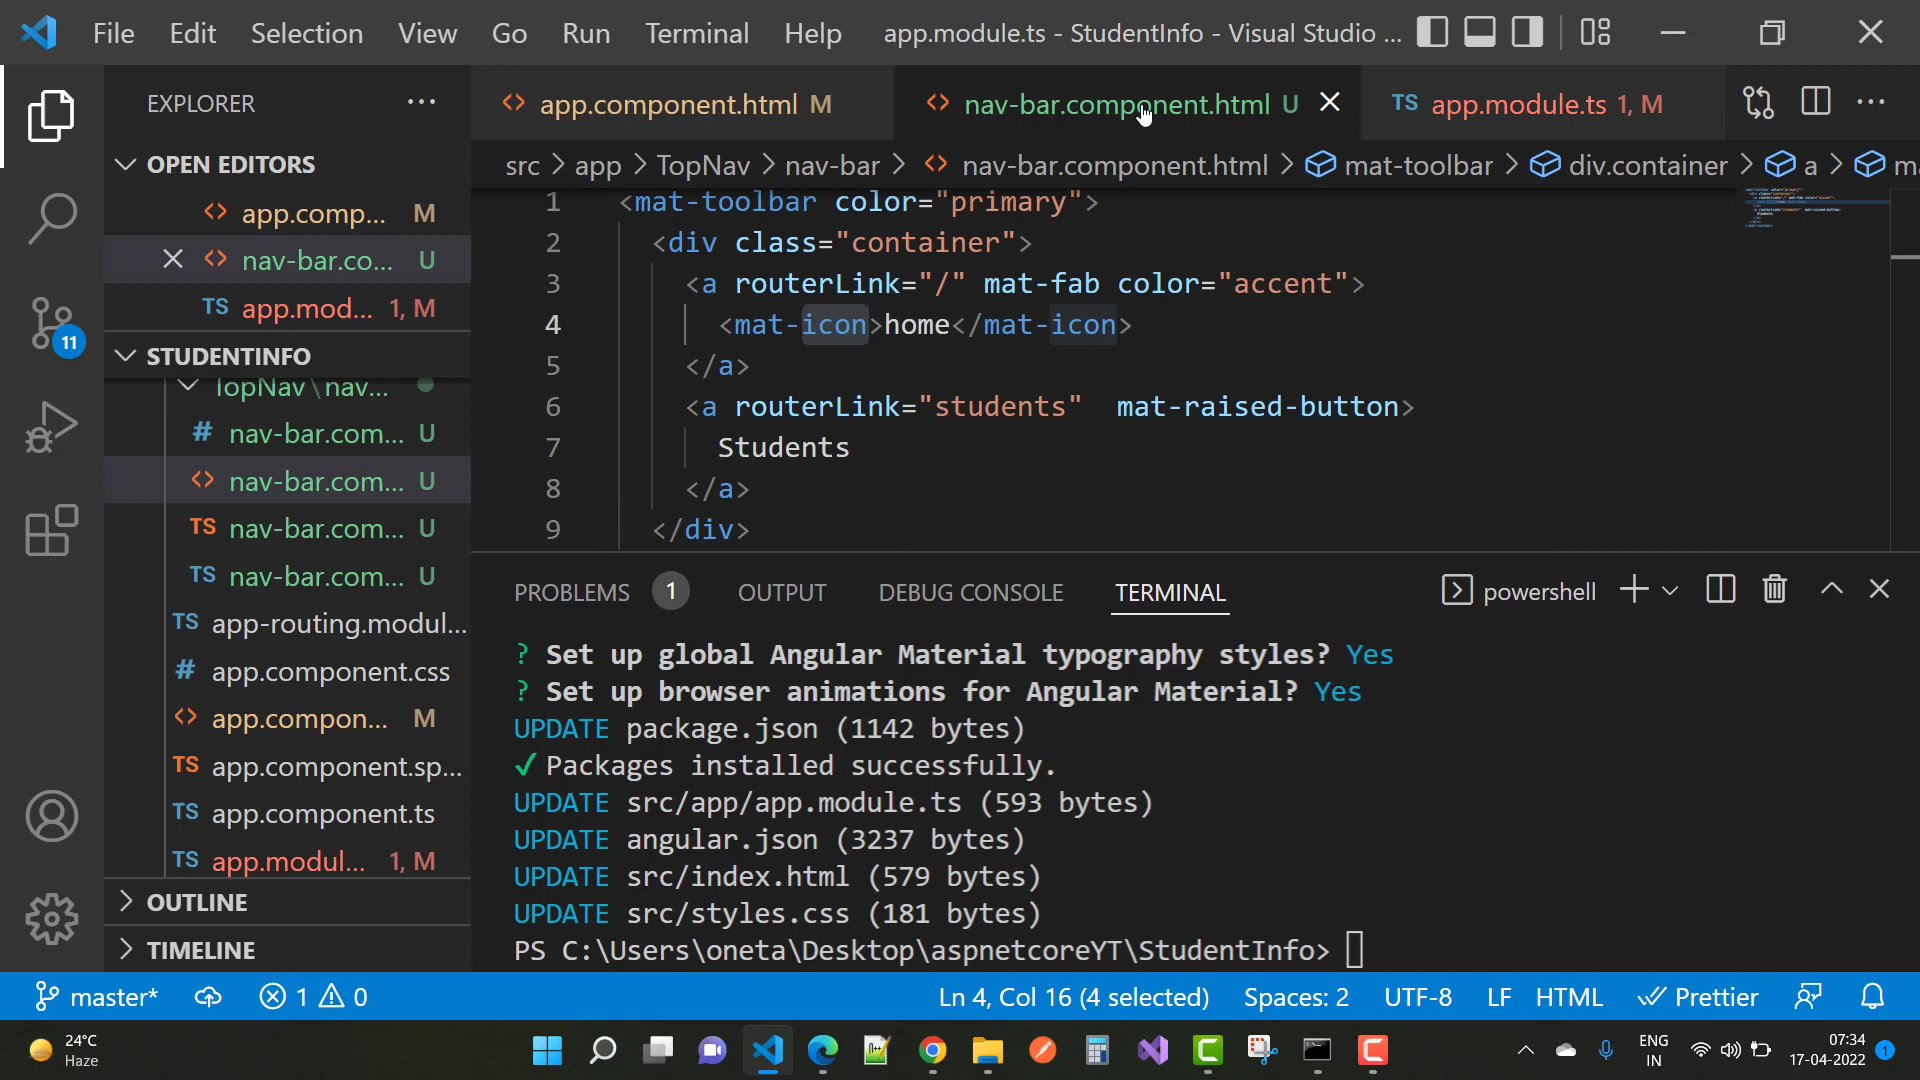 File Edit Selection View Go Run Terminal Help app.module.ts - StudentInfo - Visual Studio ...
EXPLORER
OPEN EDITORS
app.comp... M
nav-bar.co... U
TS app.mod... 1, M
STUDENTINFO
TopNav\nav...
# nav-bar.com... U
nav-bar.com... U
TS nav-bar.com... U
TS nav-bar.com... U
TS app-routing.modul...
# app.component.css
app.compon... M
TS app.component.sp...
TS app.component.ts
TS app.modul... 1, M
OUTLINE
TIMELINE
11
app.component.html M
nav-bar.component.html U
TS app.module.ts 1, M
src > app > TopNav > nav-bar > nav-bar.component.html > mat-toolbar > div.container > a > ma
1 <mat-toolbar color="primary">
2 <div class="container">
3 <a routerLink="/" mat-fab color="accent">
4 <mat-icon>home</mat-icon>
5 </a>
6 <a routerLink="students"  mat-raised-button>
7 Students
8 </a>
9 </div>
PROBLEMS 1 OUTPUT DEBUG CONSOLE TERMINAL powershell
? Set up global Angular Material typography styles? Yes
? Set up browser animations for Angular Material? Yes
UPDATE package.json (1142 bytes)
✓ Packages installed successfully.
UPDATE src/app/app.module.ts (593 bytes)
UPDATE angular.json (3237 bytes)
UPDATE src/index.html (579 bytes)
UPDATE src/styles.css (181 bytes)
PS C:\Users\oneta\Desktop\aspnetcoreYT\StudentInfo>
master* 1 0 Ln 4, Col 16 (4 selected) Spaces: 2 UTF-8 LF HTML Prettier
24°C
Haze
ENG
IN
07:34
17-04-2022
1